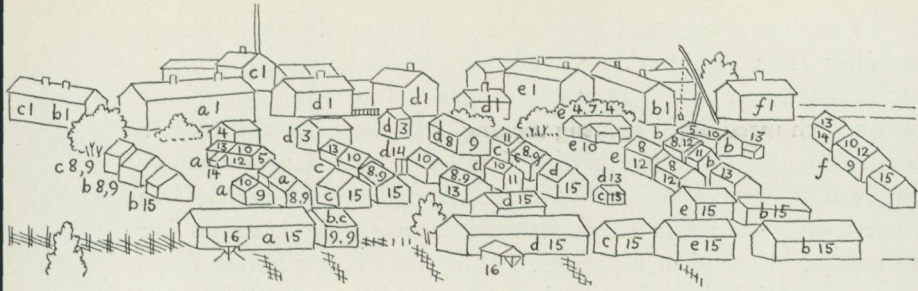 c1
c1 b1
a1
d1
d1
d1
e1
b1
f1
e 4.7.4
4
d 3
d 3
d.8 9
11
e 10
b 5-10
8.12
b
13
13
14 10
12
9
15
f
a 13 10
14 12 5
13 10
8.9
c
d14
10
c
8.9
d
10
11
e 8
12
11 b
8
12
13
c 8,9
b 8,9
b 15
a 10
9
a
8.9
c 15
15
8.9
13
d 15
d 13
c 13
d 15
e 15
b 15
16 a 15
b,c
9.9
d 15
16
c 15
e 15
b 15